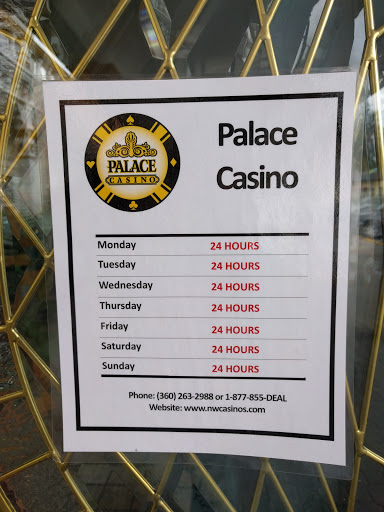 PALACE
CASINO
Palace
Casino
Monday 24 HOURS
Tuesday 24 HOURS
Wednesday 24 HOURS
Thursday 24 HOURS
Friday 24 HOURS
Saturday 24 HOURS
Sunday 24 HOURS
Phone: (360) 263-2988 or 1-877-855-DEAL
Website: www.nwcasinos.com